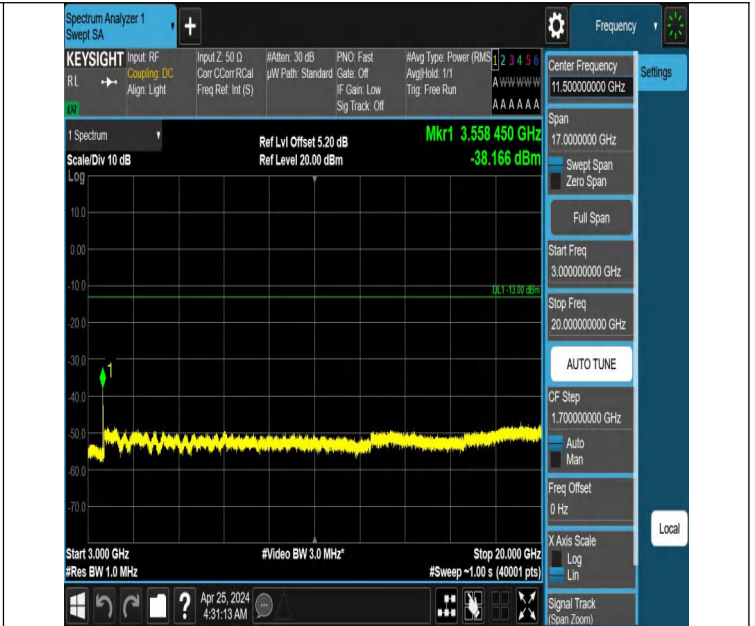 Spectrum Analyzer 1
Swept SA
Frequency
KEYSIGHT
RL
LXI
Input: RF
Coupling: DC
Align: Light
Input Z: 50 Ω
Corr CCorr RCal
Freq Ref: Int (S)
#Atten: 30 dB
µW Path: Standard
PNO: Fast
Gate: Off
IF Gain: Low
Sig Track: Off
#Avg Type: Power (RMS
Avg|Hold: 1/1
Trig: Free Run
1 2 3 4 5 6
A W W W W W
A A A A A A
1 Spectrum
Scale/Div 10 dB
Ref Lvl Offset 5.20 dB
Ref Level 20.00 dBm
Mkr1 3.558 450 GHz
-38.166 dBm
Log
10.0
0.00
-10.0
DL1 -13.00 dBm
-20.0
-30.0
1
-40.0
-50.0
-60.0
-70.0
Start 3.000 GHz
#Res BW 1.0 MHz
#Video BW 3.0 MHz*
Stop 20.000 GHz
#Sweep ~1.00 s (40001 pts)
Apr 25, 2024
4:31:13 AM
?
Center Frequency
11.500000000 GHz
Settings
Span
17.0000000 GHz
Swept Span
Zero Span
Full Span
Start Freq
3.000000000 GHz
Stop Freq
20.000000000 GHz
AUTO TUNE
CF Step
1.700000000 GHz
Auto
Man
Freq Offset
0 Hz
X Axis Scale
Log
Lin
Local
Signal Track
(Span Zoom)